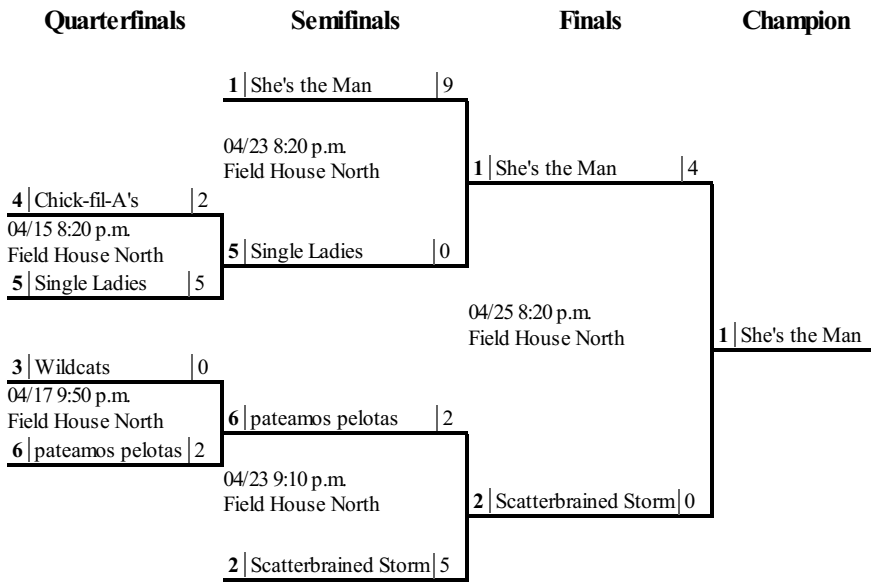 Quarterfinals Semifinals Finals Champion
1 She's the Man 9
04/23 8:20 p.m.
Field House North
1 She's the Man 4
4 Chick-fil-A's 2
04/15 8:20 p.m.
Field House North
5 Single Ladies 0
5 Single Ladies 5
04/25 8:20 p.m.
Field House North
1 She's the Man
3 Wildcats 0
04/17 9:50 p.m.
Field House North
6 pateamos pelotas 2
6 pateamos pelotas 2
04/23 9:10 p.m.
Field House North
2 Scatterbrained Storm 0
2 Scatterbrained Storm 5